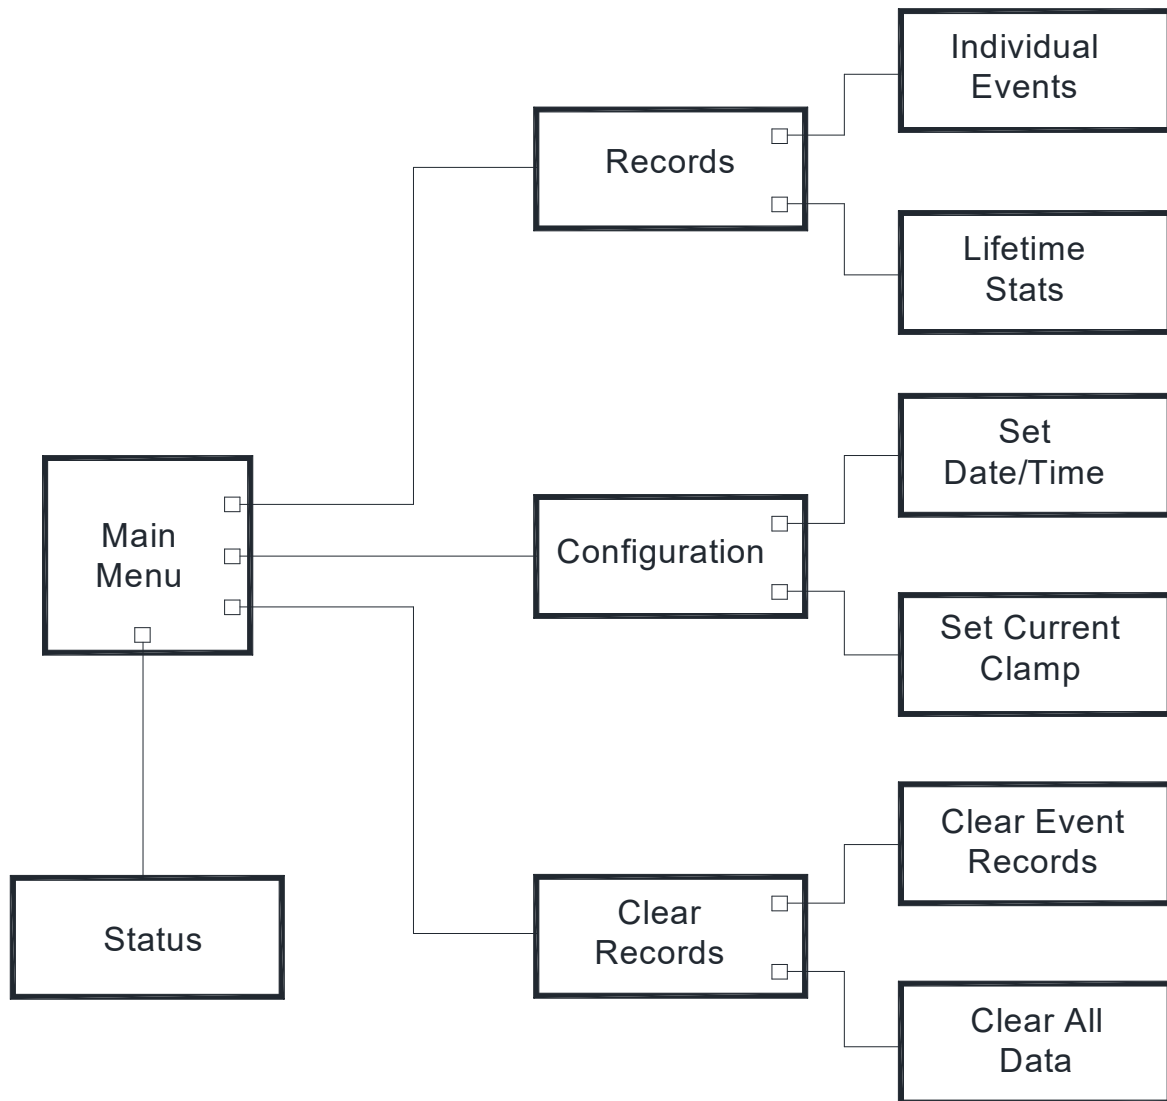 Individual
Events
Records
Lifetime
Stats
Set
Date/Time
Main
Menu
Configuration
Set Current
Clamp
Clear Event
Records
Clear
Records
Status
Clear All
Data